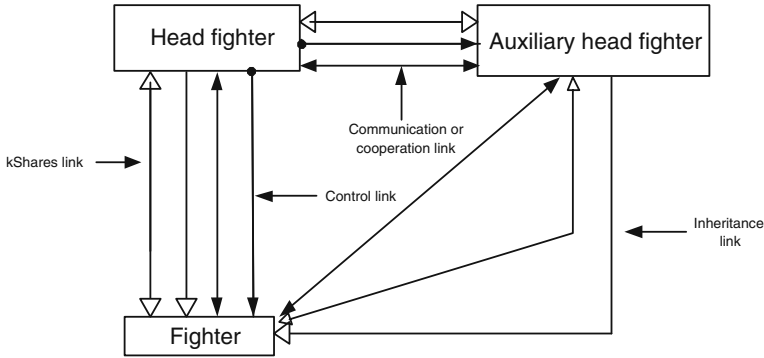 Head fighter
Auxiliary head fighter
Communication or
cooperation link
kShares link
Control link
Inheritance
link
Fighter